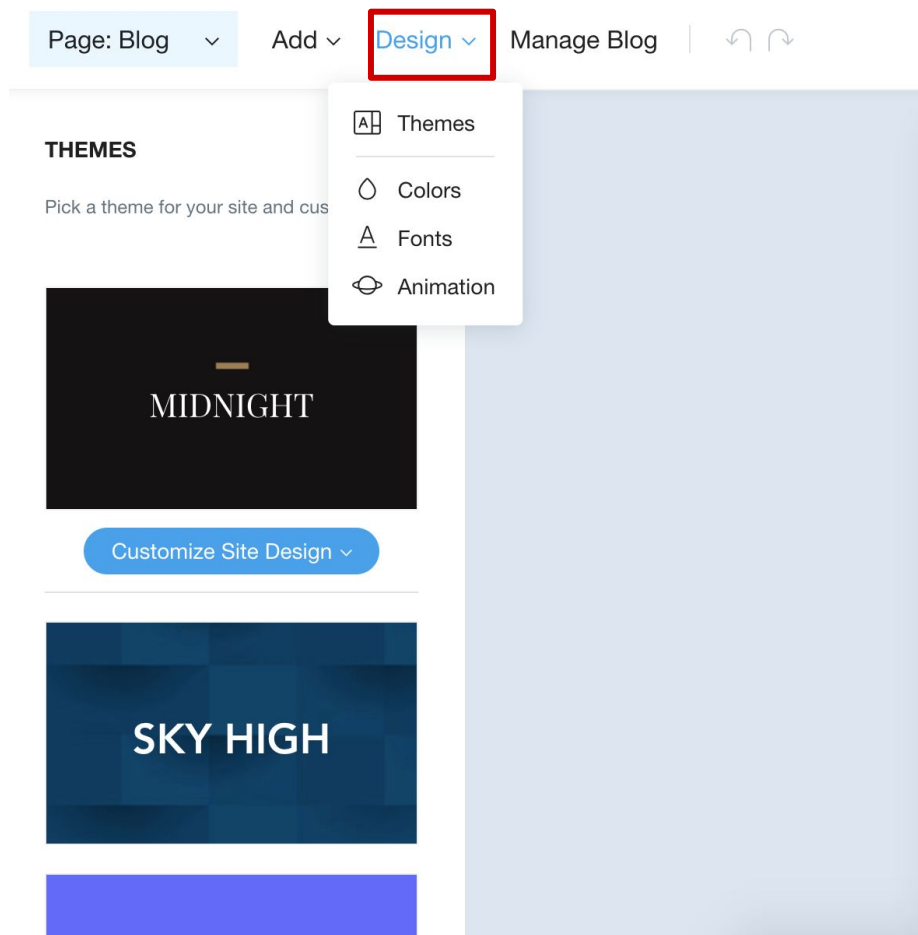 Page: Blog Add Design Manage Blog
Themes
Colors
Fonts
Animation
THEMES
Pick a theme for your site and cus
MIDNIGHT
Customize Site Design
SKY HIGH